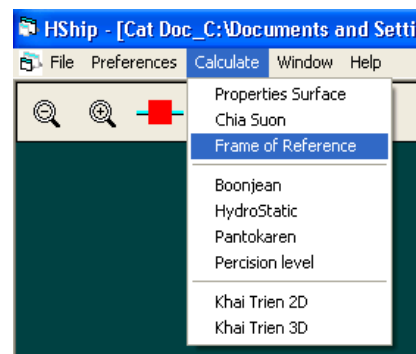 HShip - [Cat Doc_C:\Documents and Setti
File Preferences Calculate Window Help
Properties Surface
Chia Suon
Frame of Reference
Boonjean
HydroStatic
Pantokaren
Percision level
Khai Trien 2D
Khai Trien 3D